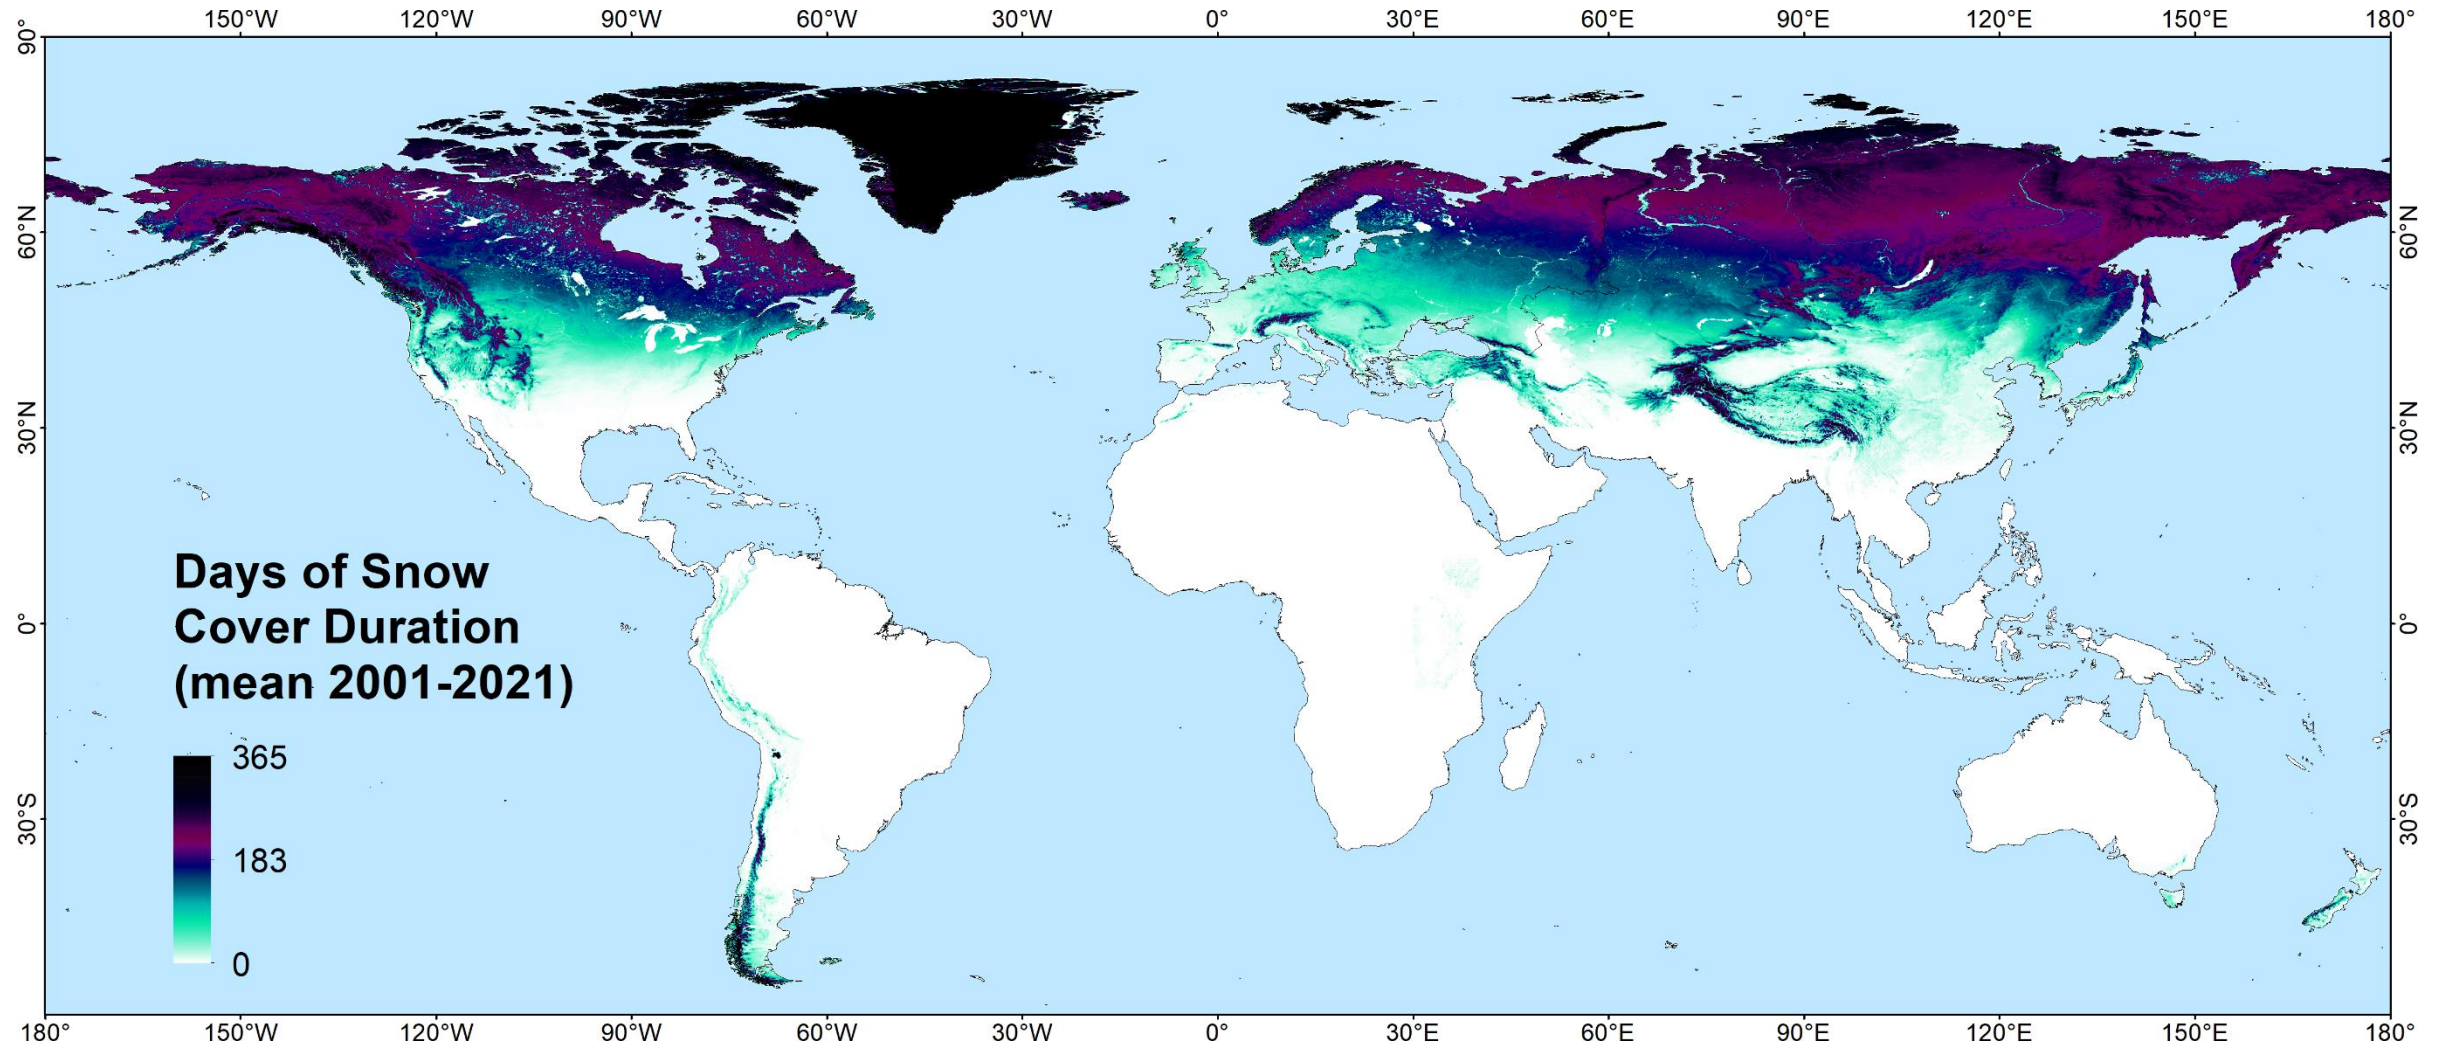 150°W 120°W 90°W 60°W 30°W 0° 30°E 60°E 90°E 120°E 150°E 180°
90°
60°N 60°N
30°N 30°N
Days of Snow
Cover Duration
(mean 2001-2021)
0° 0°
365
183
0
30°S 30°S
180° 150°W 120°W 90°W 60°W 30°W 0° 30°E 60°E 90°E 120°E 150°E 180°